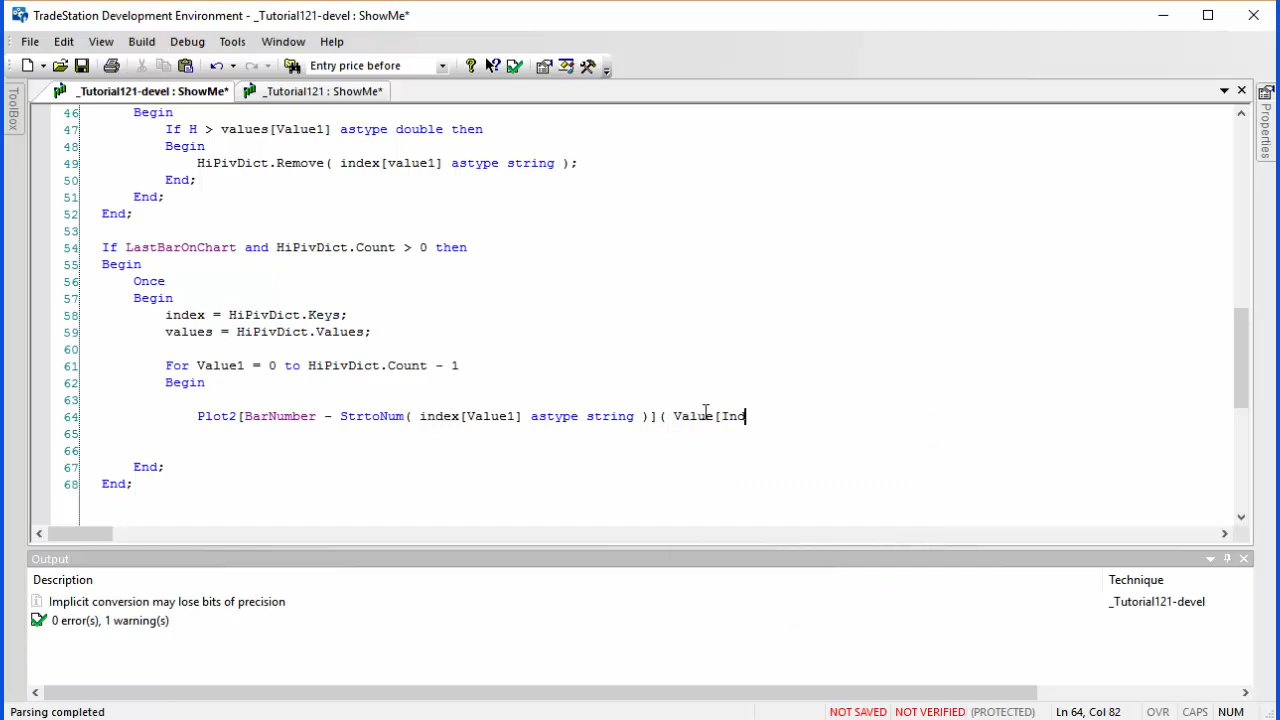 TradeStation Development Environment - _Tutorial121-devel : ShowMe*
File Edit View Build Debug Tools Window Help
Entry price before
_Tutorial121-devel : ShowMe* _Tutorial121 : ShowMe*
ToolBox
Properties
46 Begin
47 If H > values[Value1] astype double then
48 Begin
49 HiPivDict.Remove( index[value1] astype string );
50 End;
51 End;
52 End;
53
54 If LastBarOnChart and HiPivDict.Count > 0 then
55 Begin
56 Once
57 Begin
58 index = HiPivDict.Keys;
59 values = HiPivDict.Values;
60
61 For Value1 = 0 to HiPivDict.Count - 1
62 Begin
63
64 Plot2[BarNumber - StrtoNum( index[Value1] astype string )]( Value[Ind
65
66
67 End;
68 End;
Output
Description Technique
Implicit conversion may lose bits of precision _Tutorial121-devel
0 error(s), 1 warning(s)
Parsing completed NOT SAVED NOT VERIFIED (PROTECTED) Ln 64, Col 82 OVR CAPS NUM